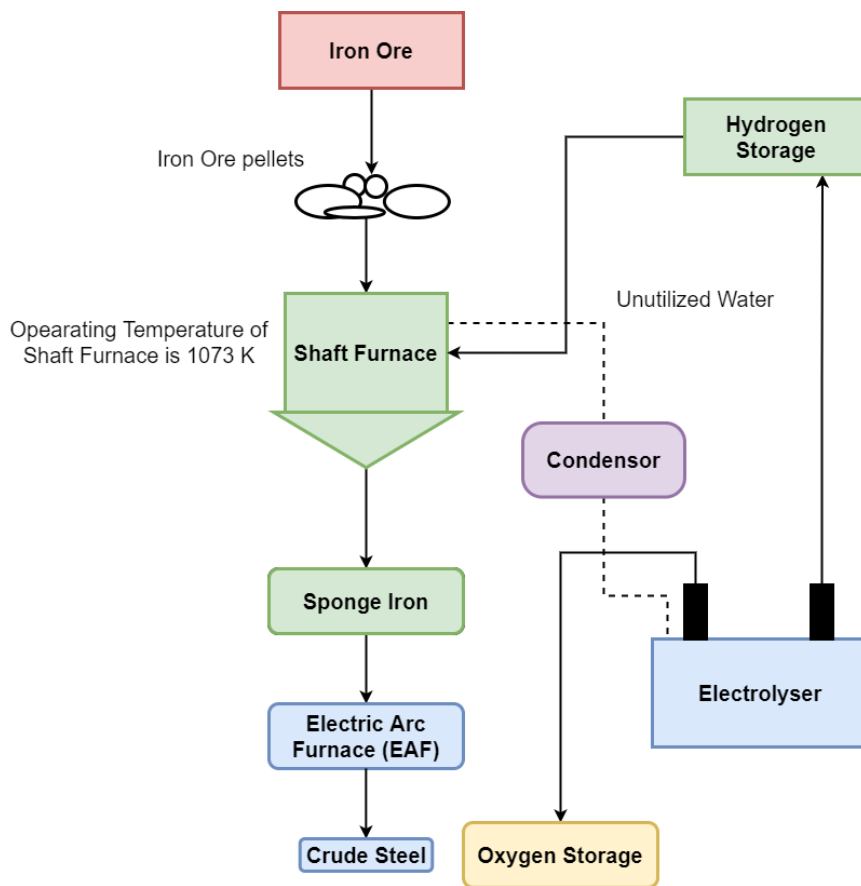 Iron Ore
Hydrogen
Storage
Iron Ore pellets
Unutilized Water
Opearating Temperature of
Shaft Furnace is 1073 K
Shaft Furnace
Condensor
Sponge Iron
Electrolyser
Electric Arc
Furnace (EAF)
Crude Steel
Oxygen Storage